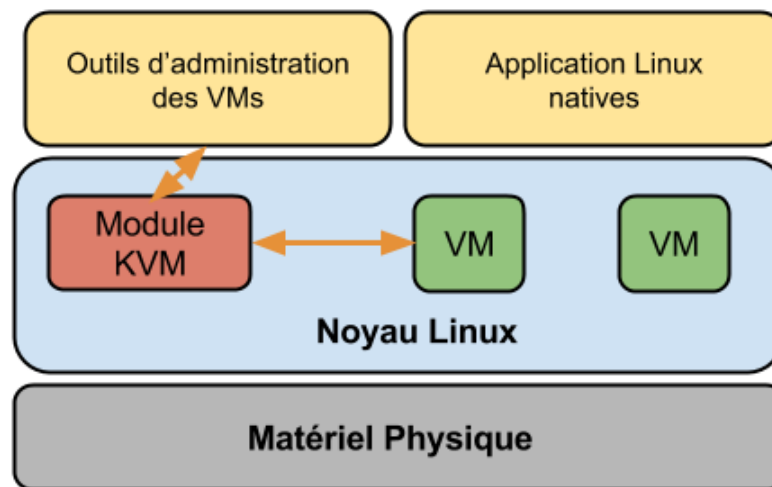 Outils d'administration
des VMs
Application Linux
natives
Module
KVM
VM
VM
Noyau Linux
Matériel Physique